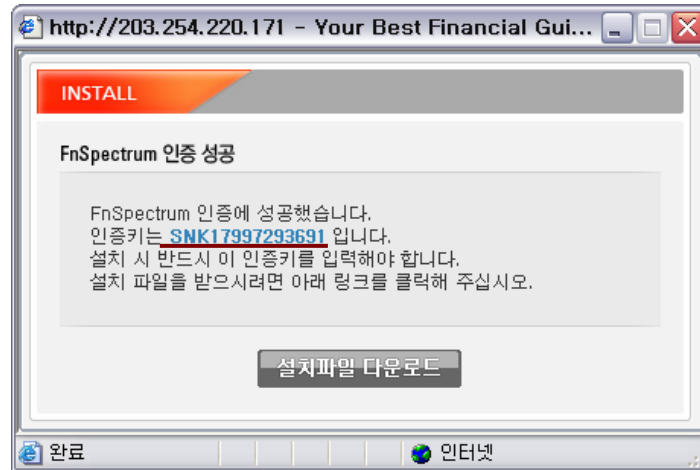 http://203.254.220.171 - Your Best Financial Gui...
INSTALL
FnSpectrum 인증 성공
FnSpectrum 인증에 성공했습니다.
인증키는 SNK17997293691 입니다.
설치 시 반드시 이 인증키를 입력해야 합니다.
설치 파일을 받으시려면 아래 링크를 클릭해 주십시오.
설치파일 다운로드
완료
인터넷